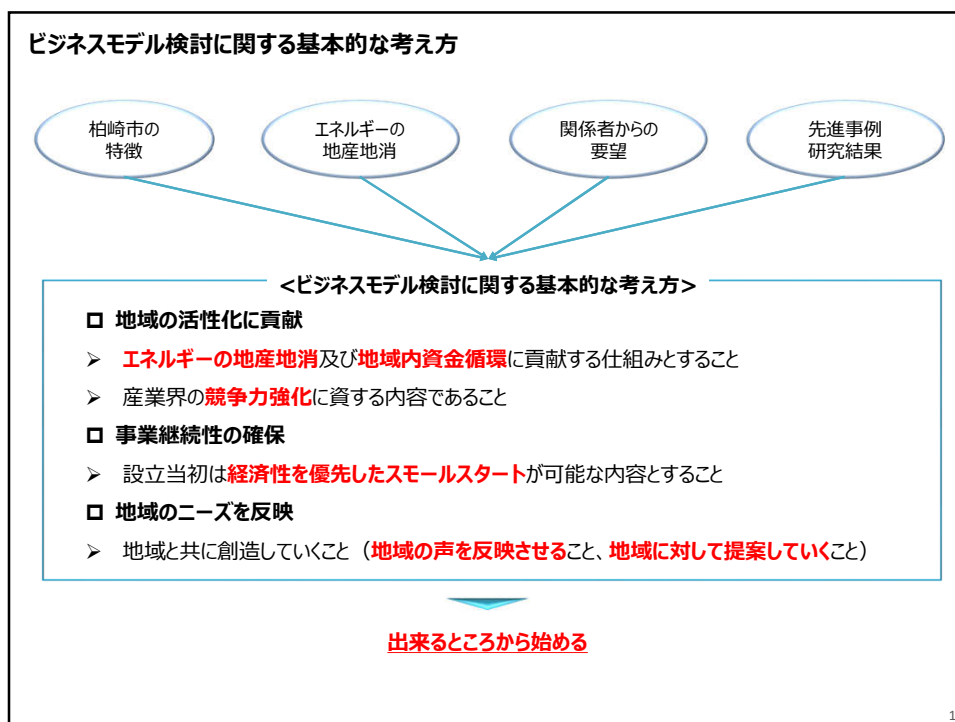 ビジネスモデル検討に関する基本的な考え方
柏崎市の
特徴
エネルギーの
地産地消
関係者からの
要望
先進事例
研究結果
<ビジネスモデル検討に関する基本的な考え方>
地域の活性化に貢献
エネルギーの地産地消及び地域内資金循環に貢献する仕組みとすること
産業界の競争力強化に資する内容であること
事業継続性の確保
設立当初は経済性を優先したスモールスタートが可能な内容とすること
地域のニーズを反映
地域と共に創造していくこと（地域の声を反映させること、地域に対して提案していくこと）
出来るところから始める
1